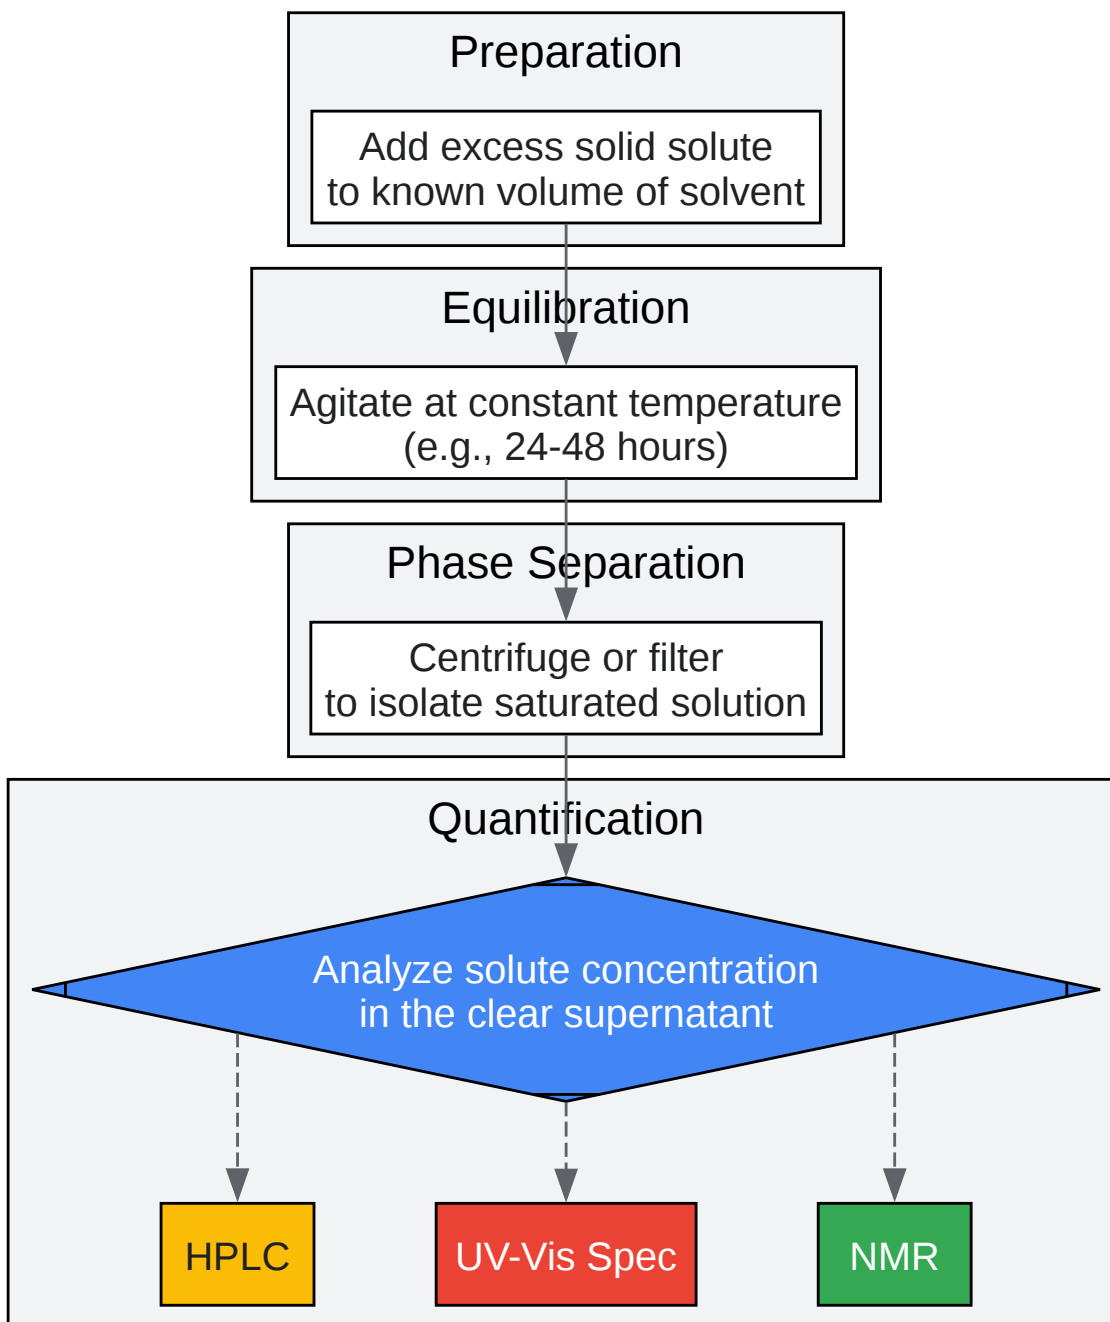 Preparation
Add excess solid solute
to known volume of solvent
Equilibration
Agitate at constant temperature
(e.g., 24-48 hours)
Phase Separation
Centrifuge or filter
to isolate saturated solution
Quantification
Analyze solute concentration
in the clear supernatant
HPLC
UV-Vis Spec
NMR